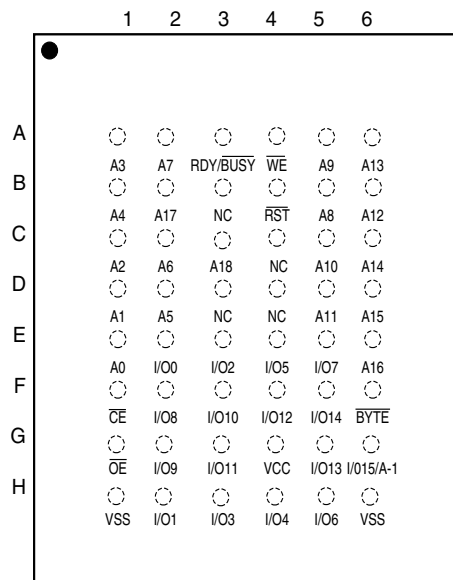 1 2 3 4 5 6
A
A3 A7 RDY/BUSY WE A9 A13
B
A4 A17 NC RST A8 A12
C
A2 A6 A18 NC A10 A14
D
A1 A5 NC NC A11 A15
E
A0 I/O0 I/O2 I/O5 I/O7 A16
F
CE I/O8 I/O10 I/O12 I/O14 BYTE
G
OE I/O9 I/O11 VCC I/O13 I/015/A-1
H
VSS I/O1 I/O3 I/O4 I/O6 VSS